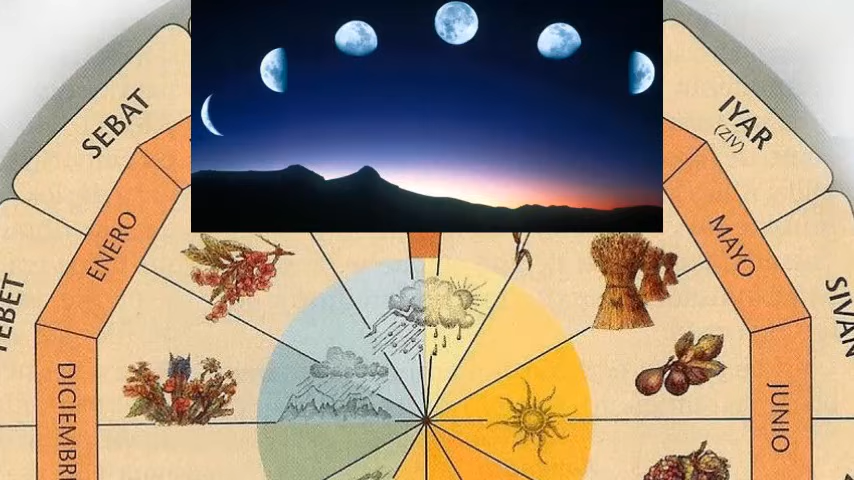 SEBAT
IYAR
(ZIV)
ENERO
MAYO
TEBET
SIVAN
DICIEMBRE
JUNIO